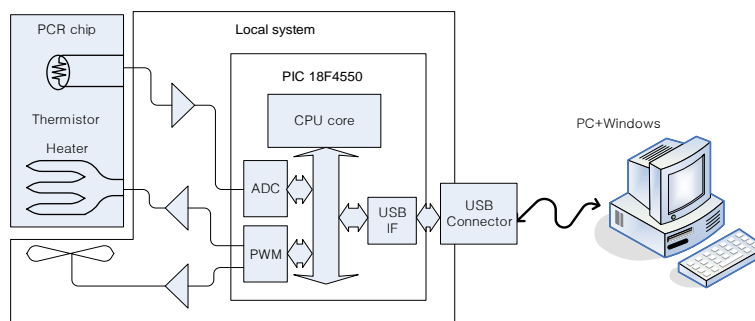 PCR chip
Local system
PIC 18F4550
CPU core
PC+Windows
Thermistor
Heater
ADC
USB
IF
USB
Connector
PWM